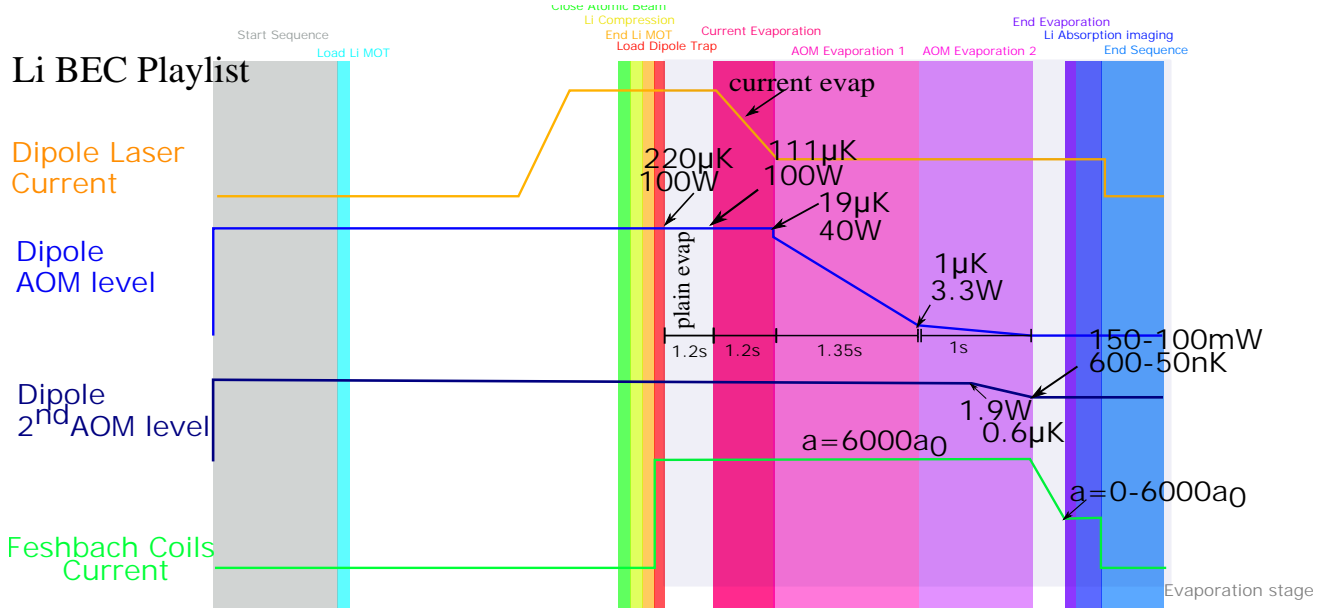 Close Atomic Beam
Li Compression
End Li MOT
Load Dipole Trap
Start Sequence
Load Li MOT
Current Evaporation
AOM Evaporation 1
AOM Evaporation 2
End Evaporation
Li Absorption imaging
End Sequence
Li BEC Playlist
current evap
Dipole Laser
Current
220μK
100W
111μK
100W
19μK
40W
Dipole
AOM level
plain evap
1μK
3.3W
1.2s
1.2s
1.35s
1s
150-100mW
600-50nK
Dipole
2nd AOM level
1.9W
0.6μK
a=6000a0
a=0-6000a0
Feshbach Coils
Current
Evaporation stage